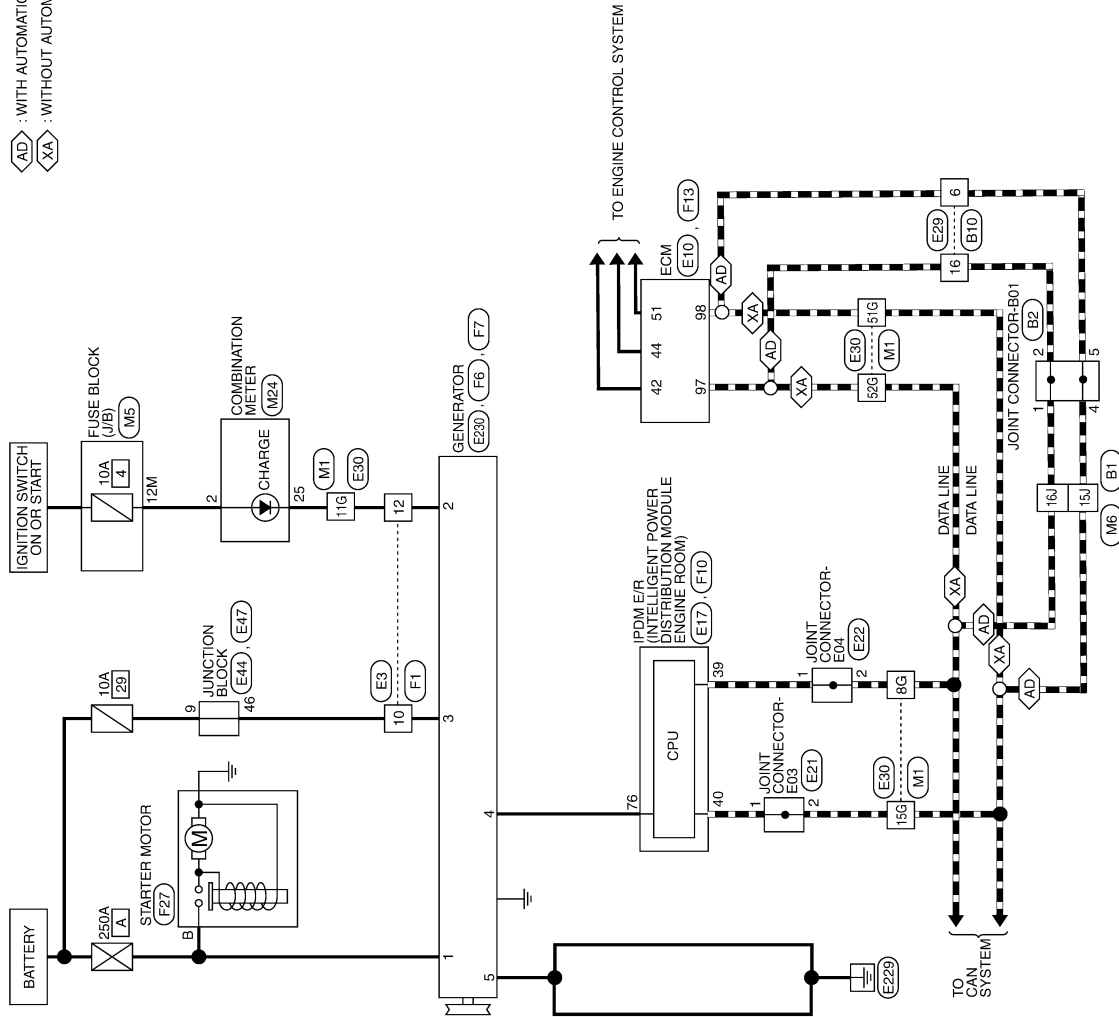 BATTERY
IGNITION SWITCH
ON OR START
AD : WITH AUTOMATIC
XA : WITHOUT AUTOM
250A
A
10A
29
FUSE BLOCK
(J/B)
M5
10A
4
12M
STARTER MOTOR
F27
B
M
JUNCTION
BLOCK
E44 , E47
9
46
COMBINATION
METER
M24
2
CHARGE
25
M1
11G
E30
E3
10
F1
12
GENERATOR
E230 , F6 , F7
1
3
2
5
4
E229
76
IPDM E/R
(INTELLIGENT POWER
DISTRIBUTION MODULE
ENGINE ROOM)
E17 , F10
CPU
40
39
TO ENGINE CONTROL SYSTEM
ECM
E10 , F13
42
44
51
97
98
AD
XA
AD
XA
JOINT
CONNECTOR-
E03
E21
1
2
JOINT
CONNECTOR-
E04
E22
1
2
E30
15G
M1
8G
E30
52G
M1
51G
E29
16
B10
6
DATA LINE
DATA LINE
XA
AD
XA
AD
TO
CAN
SYSTEM
JOINT CONNECTOR-B01
B2
1
2
4
5
16J
15J
M6
B1